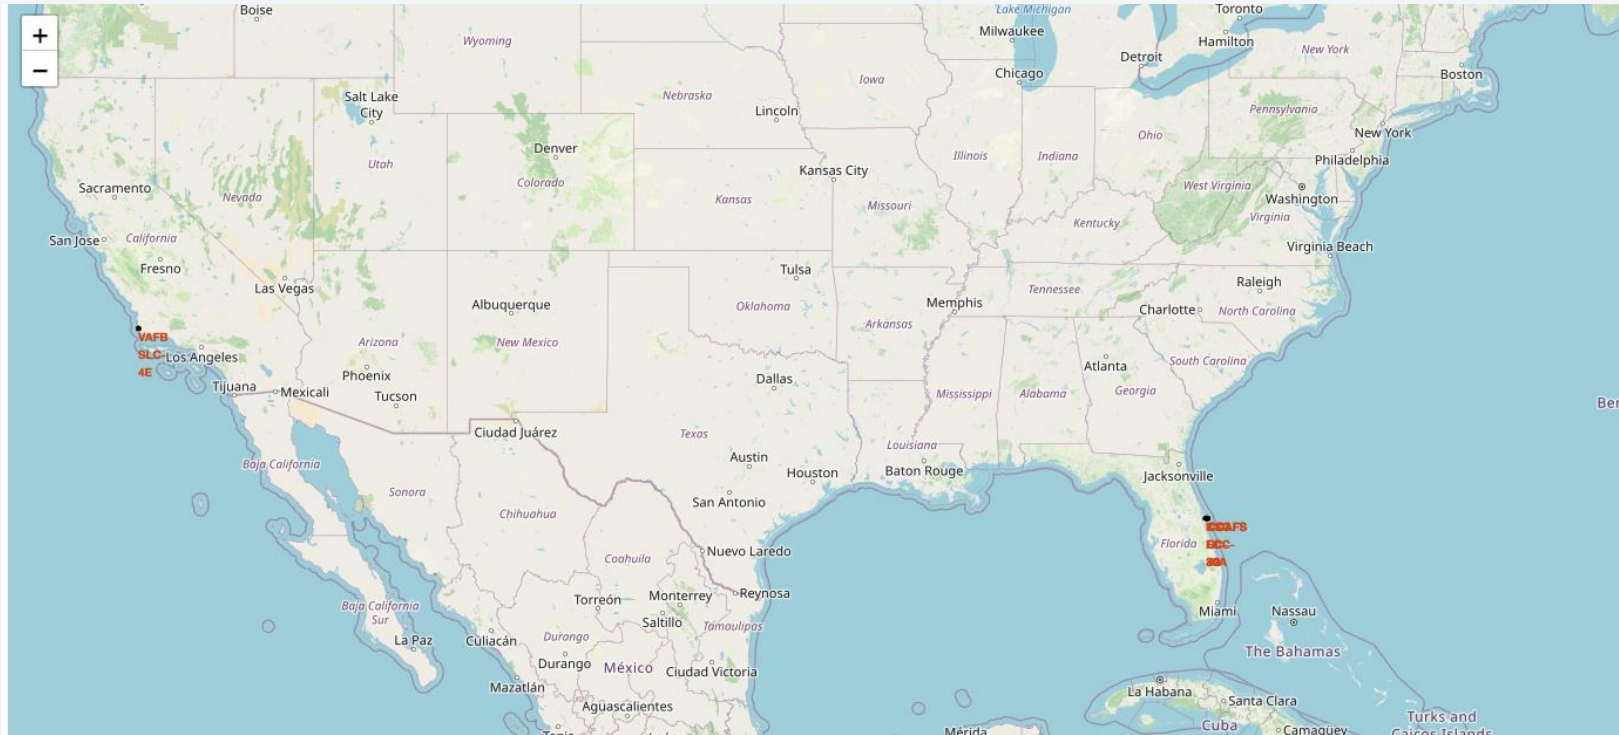 +
−
Boise
Wyoming
Lake Michigan
Milwaukee
Toronto
Hamilton
New York
Detroit
Chicago
Boston
Iowa
Salt Lake
City
Nebraska
Lincoln
Pennsylvania
New York
Ohio
Denver
Utah
Colorado
Illinois
Indiana
Philadelphia
Kansas City
Sacramento
Nevada
Kansas
Missouri
West Virginia
Washington
Virginia
Kentucky
San Jose
California
Virginia Beach
Fresno
Las Vegas
Tulsa
Raleigh
Tennessee
Albuquerque
Oklahoma
Memphis
Charlotte
North Carolina
Arkansas
VAFB
SLC-
4E
Los Angeles
Arizona
New Mexico
South Carolina
Atlanta
Phoenix
Dallas
Tijuana
Mexicali
Tucson
Mississippi
Alabama
Georgia
Ciudad Juárez
Texas
Louisiana
Baja California
Austin
Houston
Baton Rouge
Jacksonville
Sonora
San Antonio
Chihuahua
Florida
Nuevo Laredo
Coahuila
Reynosa
Torreón
Monterrey
Saltillo
Tamaulipas
Miami
Nassau
Baja California
Sur
La Paz
Culiacán
Durango
The Bahamas
Durango
México
Ciudad Victoria
Mazatlán
La Habana
Santa Clara
Aguascalientes
Cuba
Camagüey
Turks and
Caicos Islands
Mérida